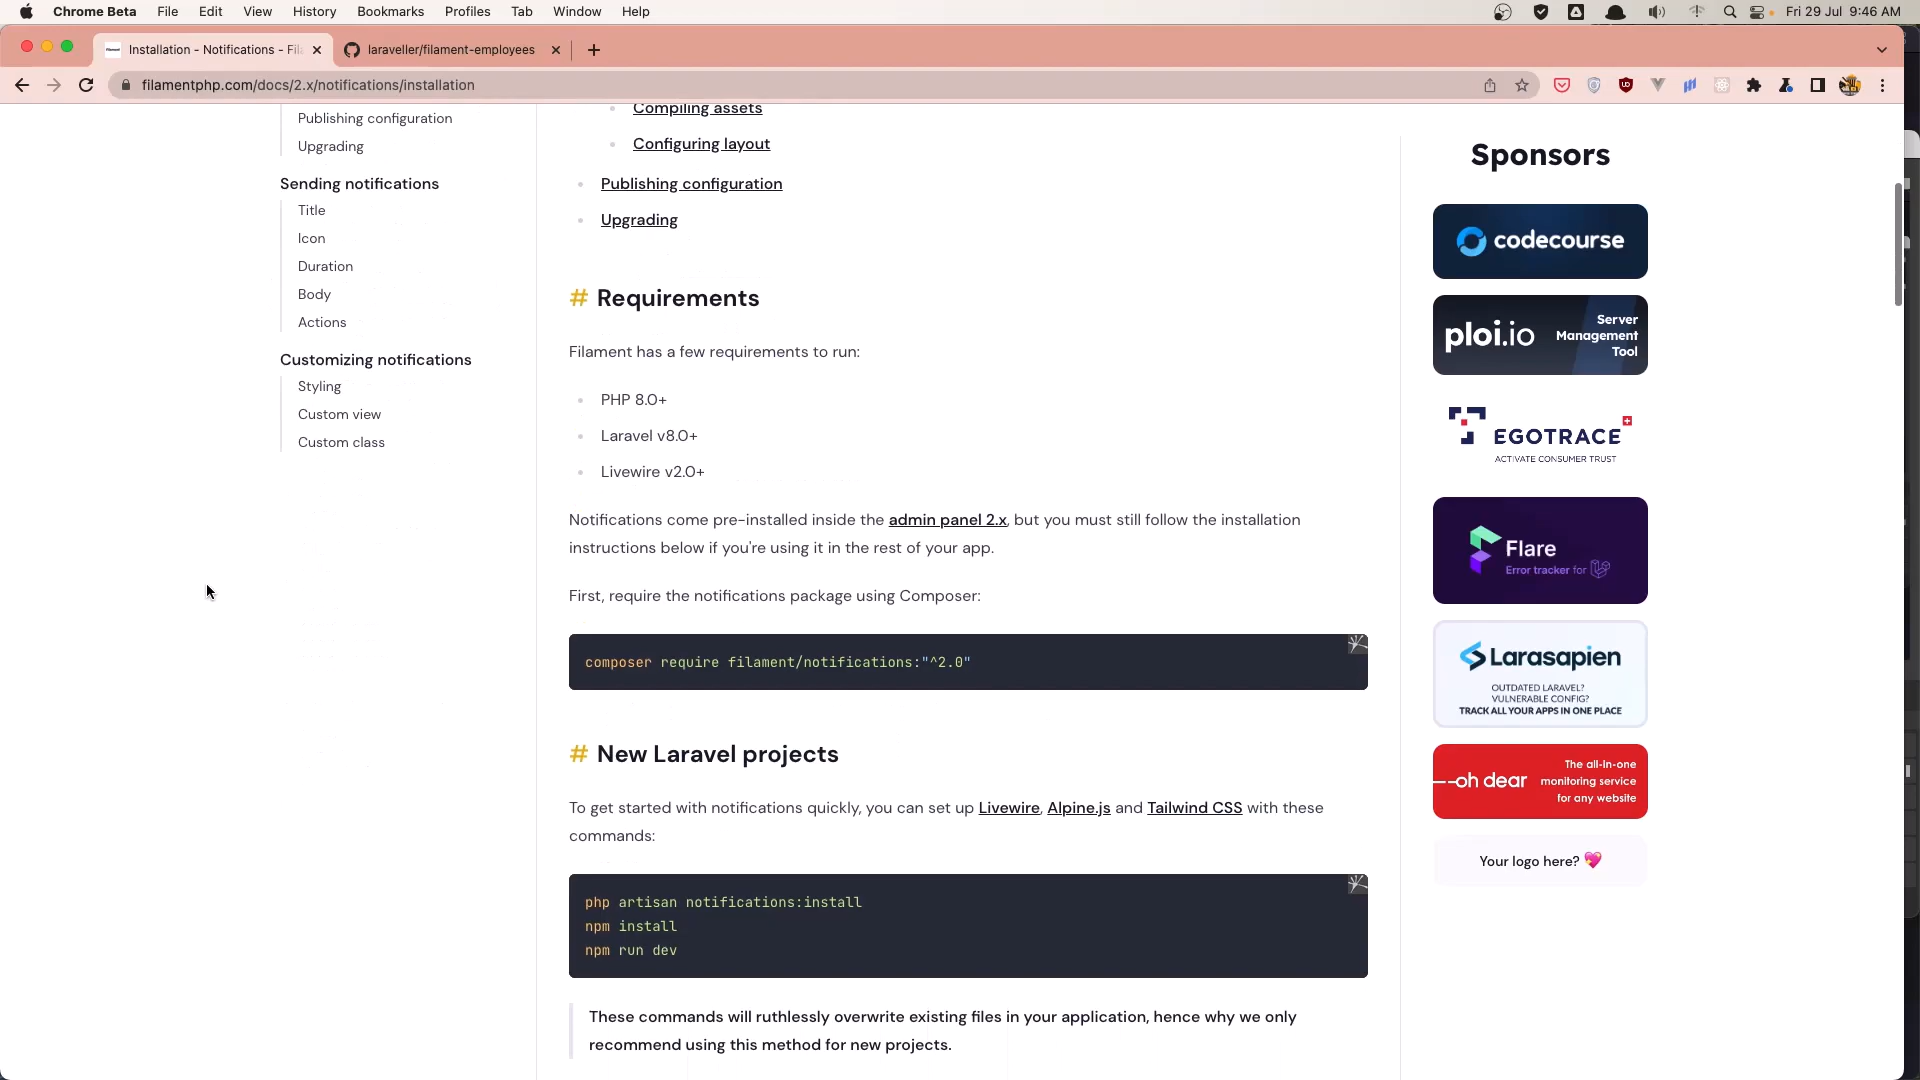 Chrome Beta File Edit View History Bookmarks Profiles Tab Window Help Fri 29 Jul 9:46 AM
Installation - Notifications - Fil laraveller/filament-employees
filamentphp.com/docs/2.x/notifications/installation
Publishing configuration
Upgrading
Sending notifications
Title
Icon
Duration
Body
Actions
Customizing notifications
Styling
Custom view
Custom class
Compiling assets
Configuring layout
Publishing configuration
Upgrading
# Requirements
Filament has a few requirements to run:
PHP 8.0+
Laravel v8.0+
Livewire v2.0+
Notifications come pre-installed inside the admin panel 2.x, but you must still follow the installation
instructions below if you're using it in the rest of your app.
First, require the notifications package using Composer:
composer require filament/notifications:"^2.0"
# New Laravel projects
To get started with notifications quickly, you can set up Livewire, Alpine.js and Tailwind CSS with these
commands:
php artisan notifications:install
npm install
npm run dev
These commands will ruthlessly overwrite existing files in your application, hence why we only
recommend using this method for new projects.
Sponsors
codecourse
ploi.io
Server
Management
Tool
EGOTRACE
ACTIVATE CONSUMER TRUST
Flare
Error tracker for
Larasapien
OUTDATED LARAVEL?
VULNERABLE CONFIG?
TRACK ALL YOUR APPS IN ONE PLACE
oh dear
The all-in-one
monitoring service
for any website
Your logo here? 💖